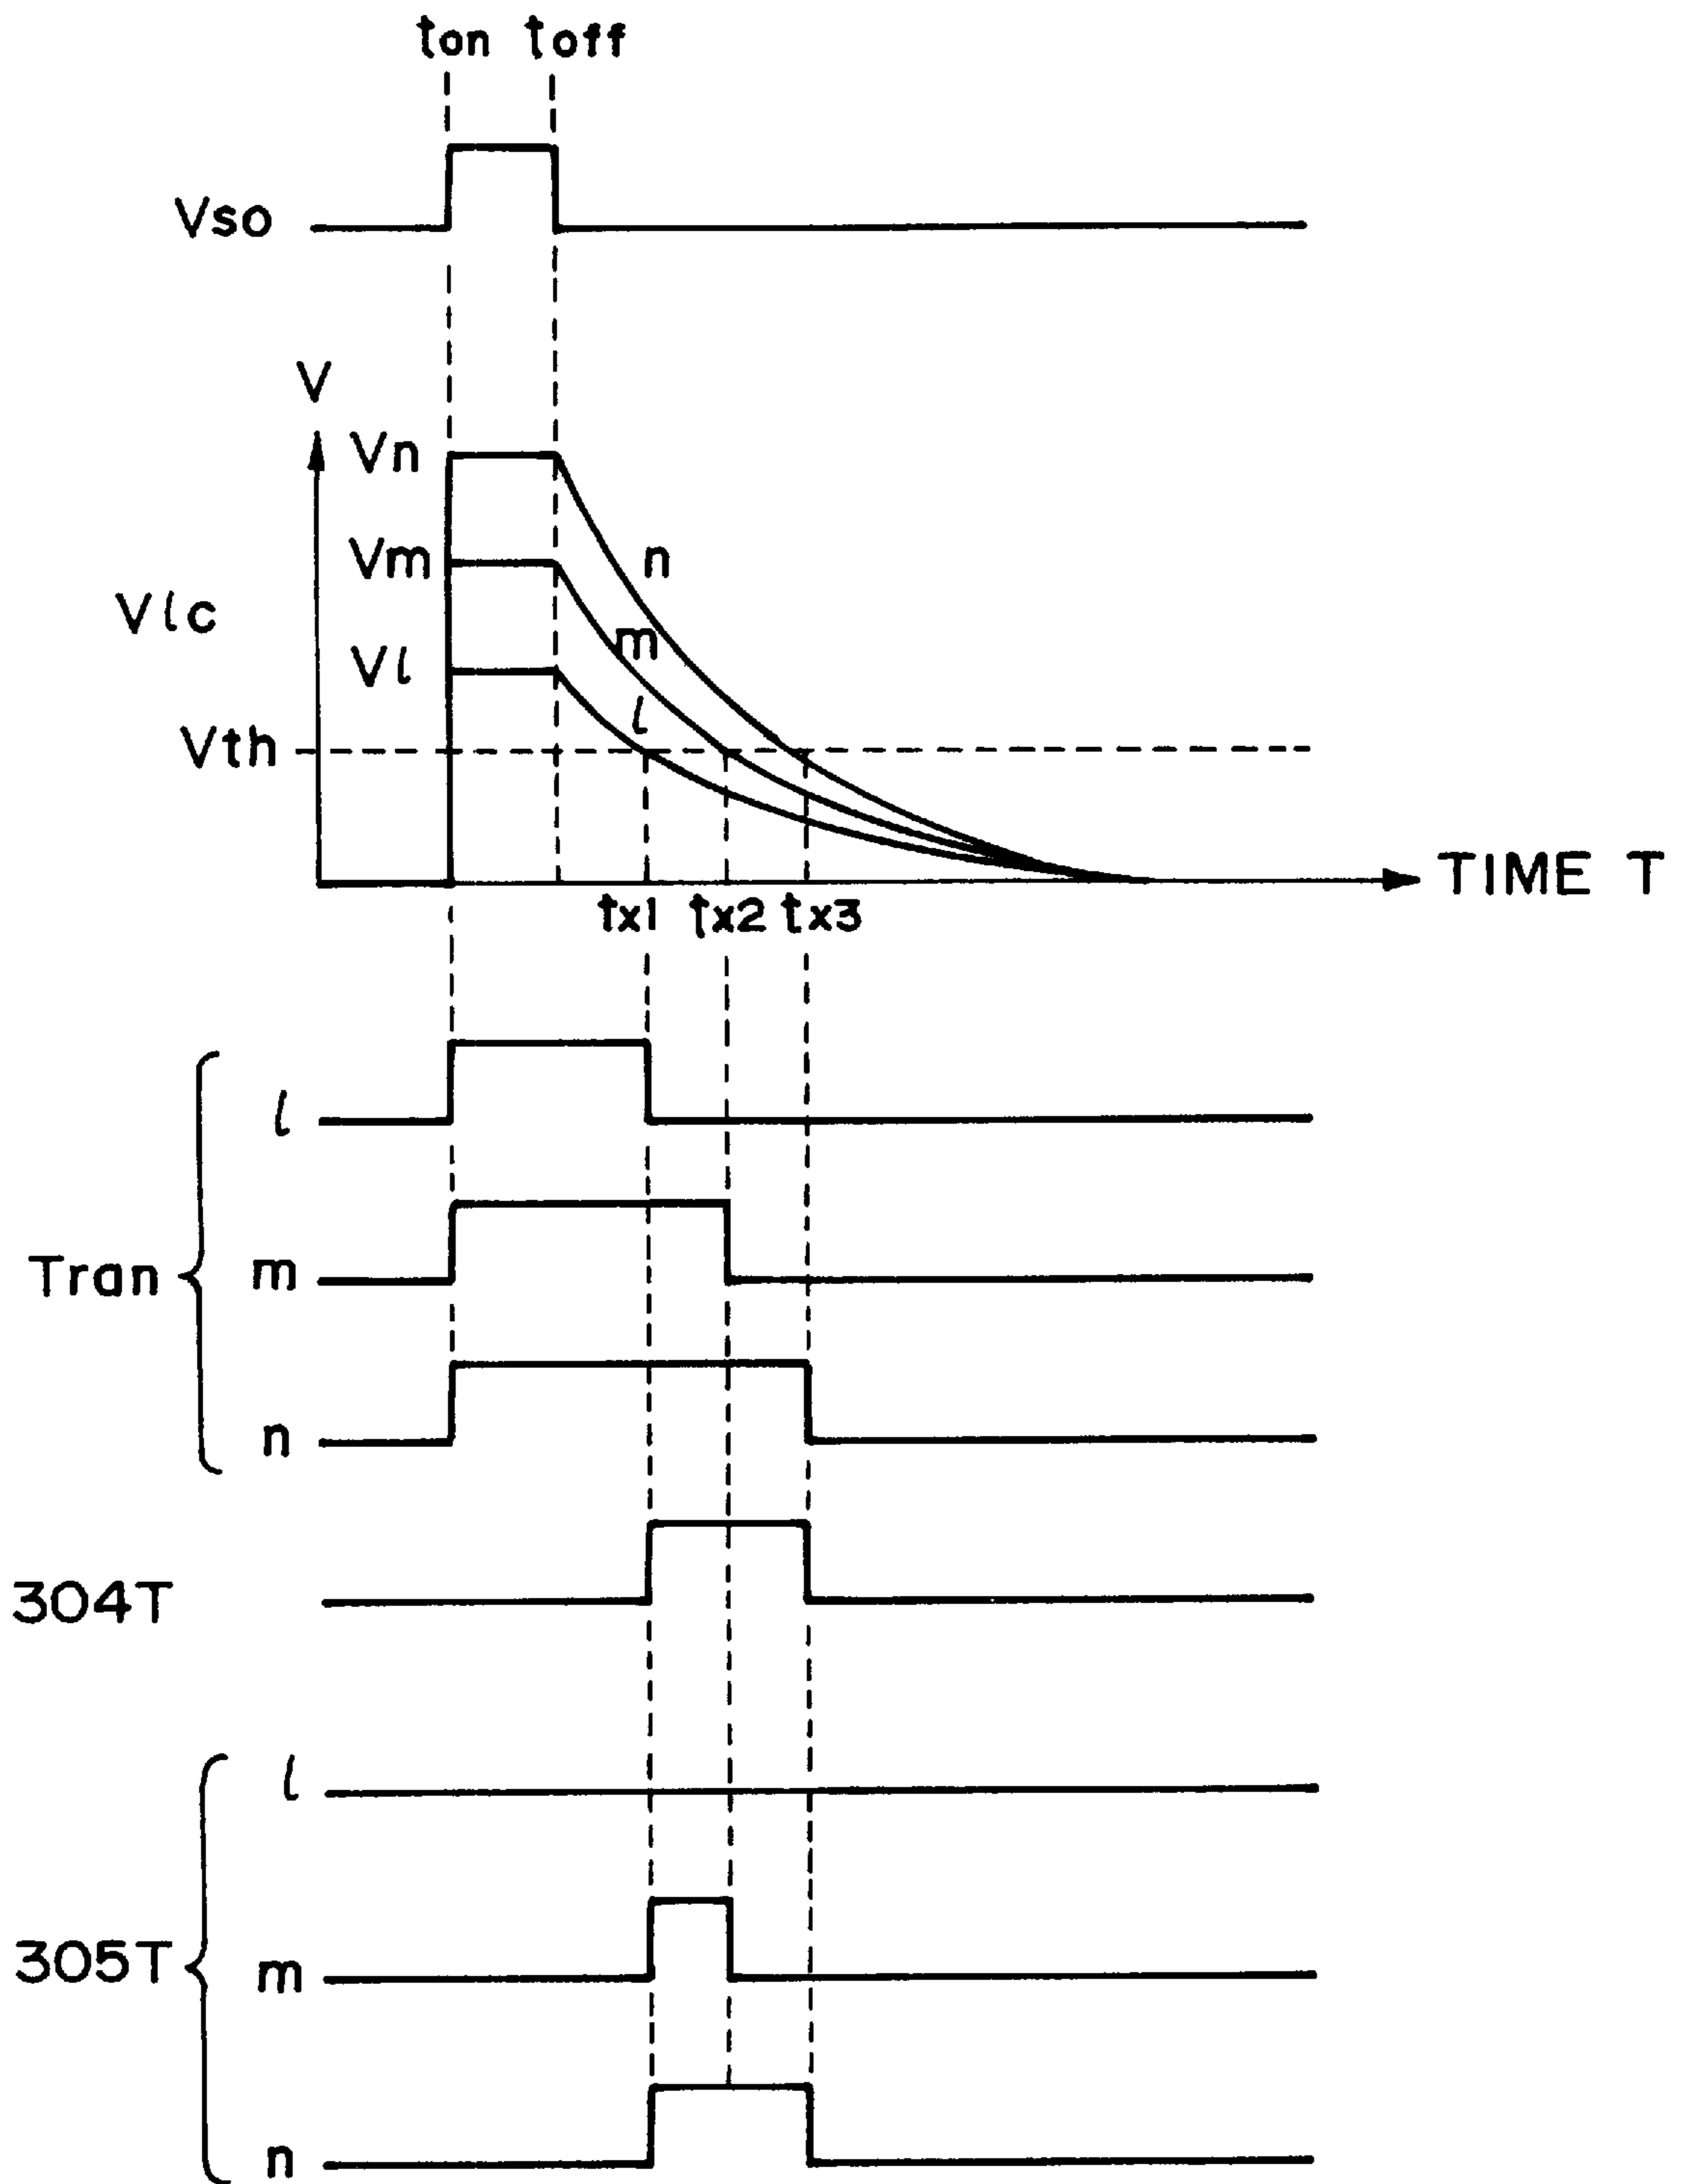 ton toff
Vso
V
Vn
Vm
n
Vlc
m
Vl
l
Vth
TIME T
tx1 tx2 tx3
l
Tran
m
n
304T
l
305T
m
n